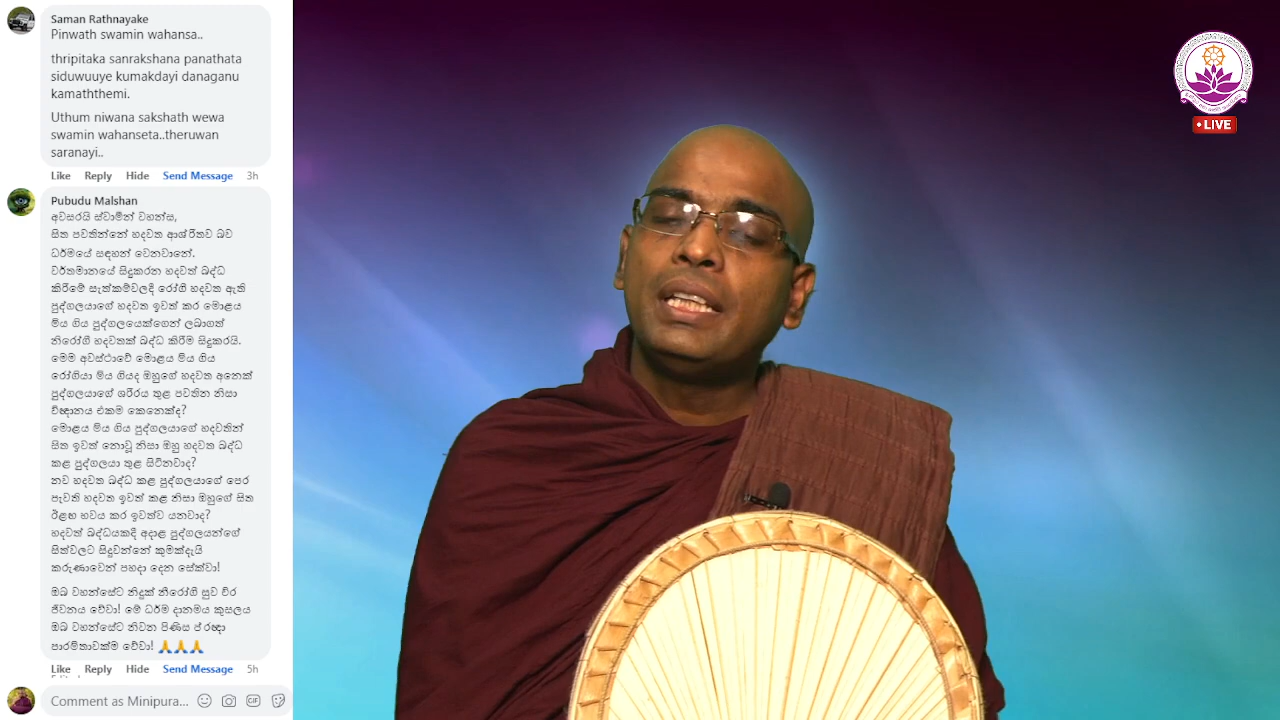 Saman Rathnayake
Pinwath swamin wahansa..
thripitaka sanrakshana panathata
siduwuuye kumakdayi danaganu
kamaththemi.
Uthum niwana sakshath wewa
swamin wahanseta..theruwan
saranayi..
Like Reply Hide Send Message 3h
Pubudu Malshan
අවසරයි ස්වාමීන් වහන්ස,
සිත පවතින්නේ හදවත ආශ්‍රිතව බව
ධර්මයේ සඳහන් වෙනවානේ.
වර්තමානයේ සිදුකරන හදවත් බද්ධ
කිරීමේ සැත්කම්වලදි රෝගී හදවත ඇති
පුද්ගලයාගේ හදවත ඉවත් කර මොළය
මිය ගිය පුද්ගලයෙක්ගෙන් ලබාගත්
නිරෝගී හදවතක් බද්ධ කිරීම සිදුකරයි.
මෙම අවස්ථාවේ මොළය මිය ගිය
රෝගියා මිය ගියද ඔහුගේ හදවත අනෙක්
පුද්ගලයාගේ ශරීරය තුළ පවතින නිසා
විඥානය එකම කෙනෙක්ද?
මොළය මිය ගිය පුද්ගලයාගේ හදවතින්
සිත ඉවත් නොවූ නිසා ඔහු හදවත බද්ධ
කළ පුද්ගලයා තුළ සිටිනවාද?
නව හදවත බද්ධ කළ පුද්ගලයාගේ පෙර
පැවති හදවත ඉවත් කළ නිසා ඔහුගේ සිත
ඊළඟ භවය කර ඉවත්ව යනවාද?
හදවත් බද්ධයකදී අදාළ පුද්ගලයන්ගේ
සිත්වලට සිදුවන්නේ කුමක්දැයි
කරුණාවෙන් පහදා දෙන සේක්වා!
ඔබ වහන්සේට නිදුක් නිරෝගි සුව චිර
ජීවනය වේවා! මේ ධර්ම දානමය කුසලය
ඔබ වහන්සේට නිවන පිණිස ප්‍රඥා
පාරමිතාවක්ම වේවා! 🙏🙏🙏
Like Reply Hide Send Message 5h
Comment as Minipura...
GIF
LIVE